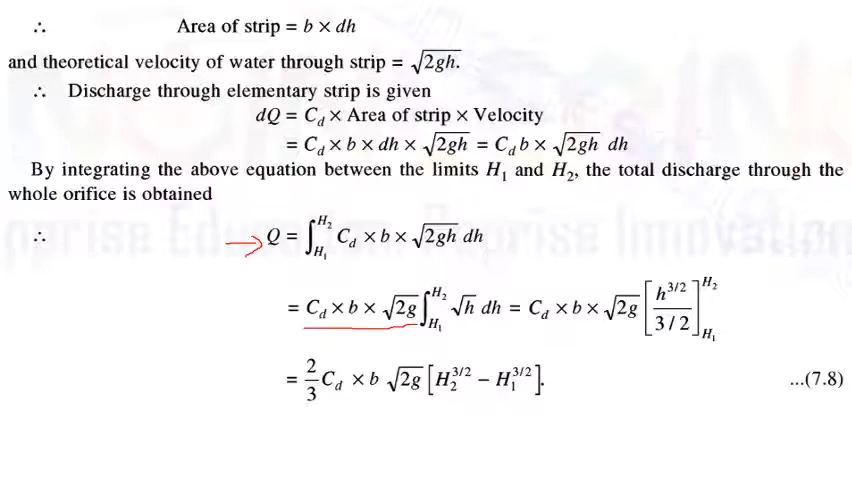 ∴ Area of strip = b × dh
and theoretical velocity of water through strip = √2gh.
∴ Discharge through elementary strip is given
dQ = C_d × Area of strip × Velocity
= C_d × b × dh × √2gh = C_d b × √2gh dh
By integrating the above equation between the limits H₁ and H₂, the total discharge through the
whole orifice is obtained
∴ Q = ∫_{H₁}^{H₂} C_d × b × √2gh dh
= C_d × b × √2g ∫_{H₁}^{H₂} √h dh = C_d × b × √2g [h^{3/2} / 3/2]_{H₁}^{H₂}
= 2/3 C_d × b √2g [H₂^{3/2} − H₁^{3/2}]. ...(7.8)